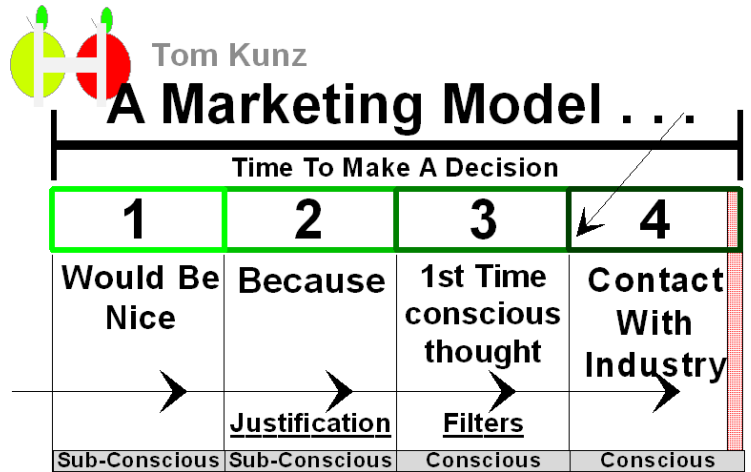 Tom Kunz
A Marketing Model . . .
Time To Make A Decision
1 2 3 4
Would Be
Nice
Because
1st Time
conscious
thought
Contact
With
Industry
Justification
Filters
Sub-Conscious Sub-Conscious Conscious Conscious